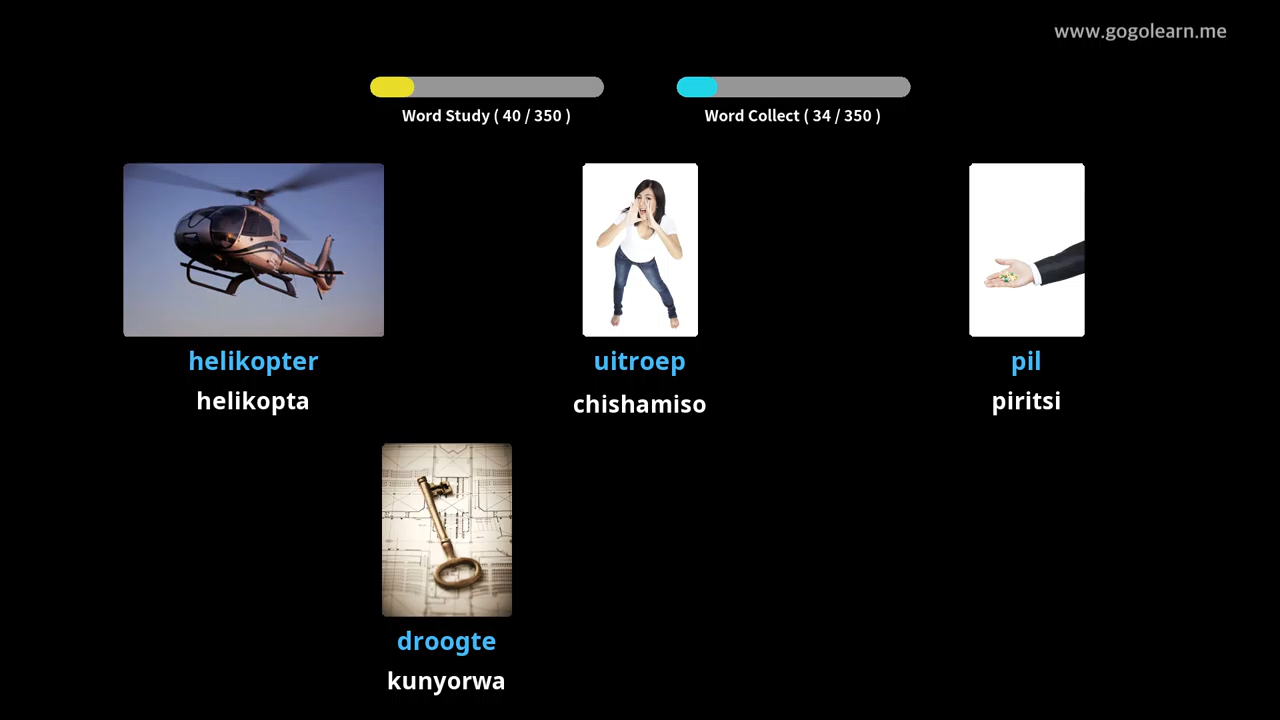 www.gogolearn.me
Word Study ( 40 / 350 )
Word Collect ( 34 / 350 )
helikopter
helikopta
uitroep
chishamiso
pil
piritsi
droogte
kunyorwa